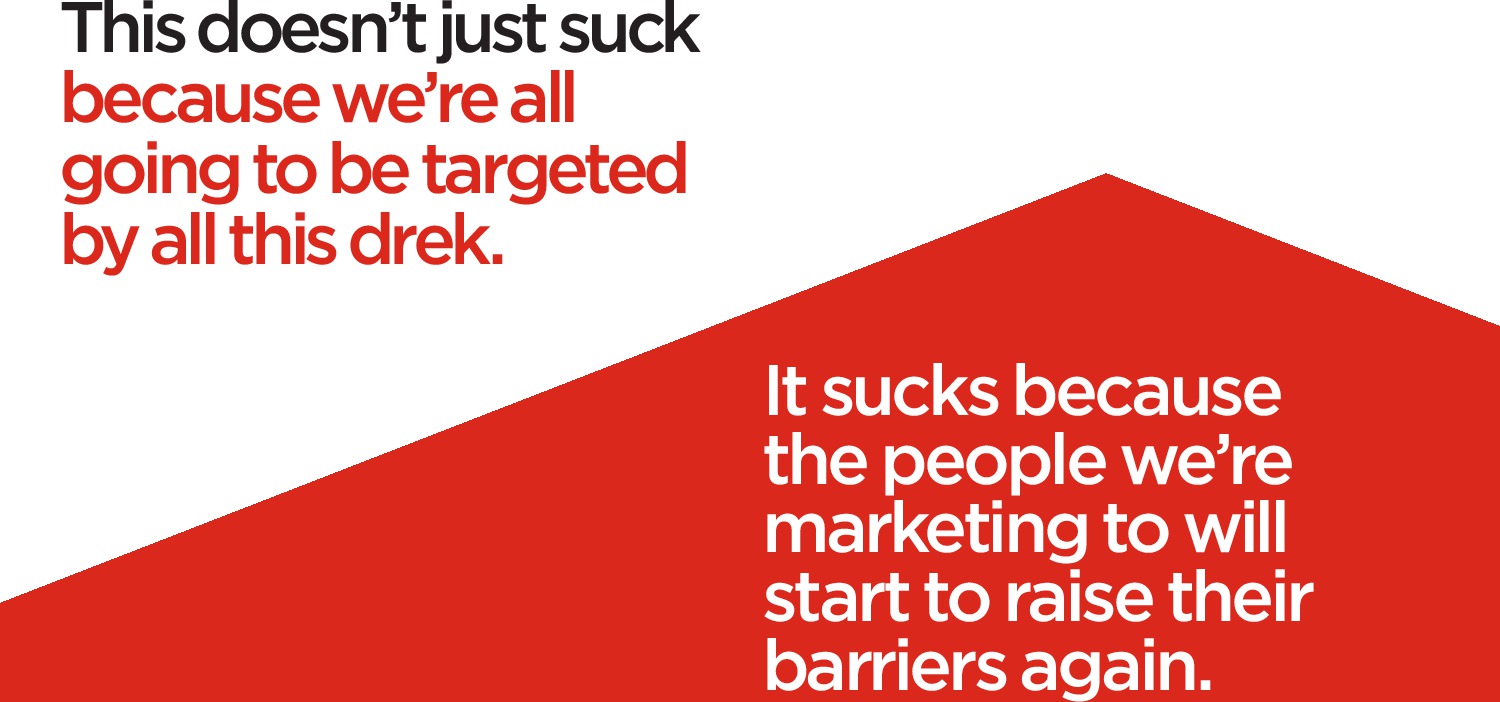 This doesn’t just suck
because we’re all
going to be targeted
by all this drek.
It sucks because
the people we’re
marketing to will
start to raise their
barriers again.